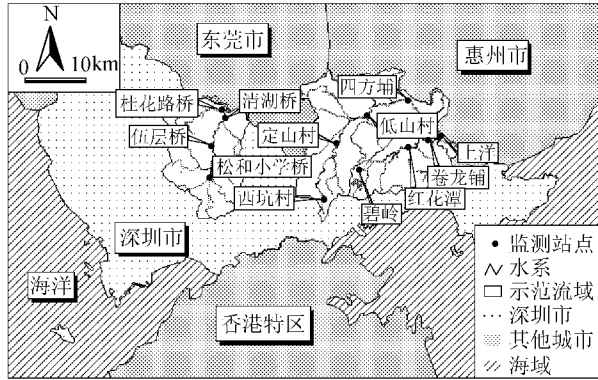 N
0 10km
东莞市
惠州市
四方埔
桂花路桥
清湖桥
伍层桥
定山村
低山村
上洋
松和小学桥
卷龙铺
西坑村
碧岭
红花潭
深圳市
海洋
香港特区
监测站点
水系
示范流域
深圳市
其他城市
海域